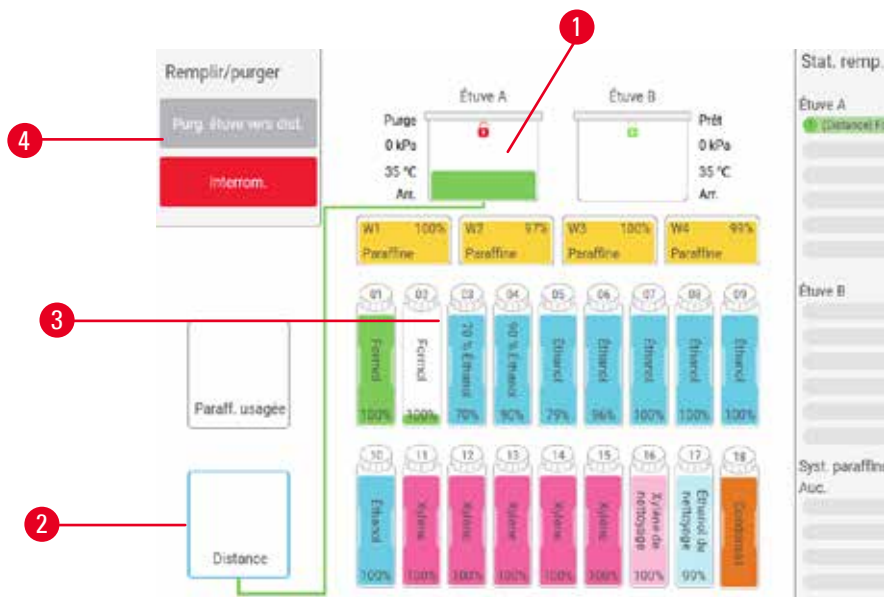 1
Remplir/purger
Purg. étuve vers dist.
Interrom.
4
Étuve A
Étuve B
Purge
0 kPa
35 °C
Arr.
Prêt
0 kPa
35 °C
Arr.
Stat. remp.
Étuve A
(Distance)
W1 100%
Paraffine
W2 97%
Paraffine
W3 100%
Paraffine
W4 99%
Paraffine
3
01
02
03
04
05
06
07
08
09
Formol
Formol
70 % Éthanol
90 % Éthanol
Éthanol
Éthanol
Éthanol
Éthanol
Éthanol
100%
100%
70%
90%
79%
96%
100%
100%
100%
Étuve B
Paraff. usagée
10
11
12
13
14
15
16
17
18
Éthanol
Xylène
Xylène
Xylène
Xylène
Xylène
Xylène de nettoyage
Éthanol de nettoyage
Condensat
100%
100%
100%
100%
100%
100%
100%
99%
2
Distance
Syst. paraffine
Auc.